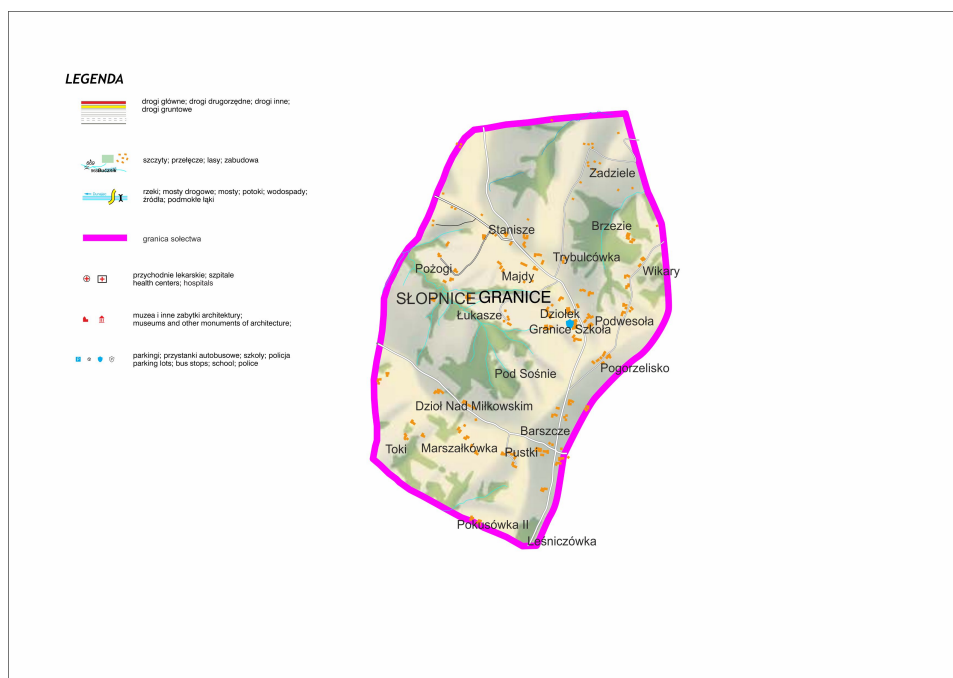 LEGENDA
drogi główne; drogi drugorzędne; drogi inne;
drogi gruntowe
szczyty; przełęcze; lasy; zabudowa
rzeki; mosty drogowe; mosty; potoki; wodospady;
źródła; podmokłe łąki
granica sołectwa
przychodnie lekarskie; szpitale
health centers; hospitals
muzea i inne zabytki architektury;
museums and other monuments of architecture;
parkingi; przystanki autobusowe; szkoły; policja
parking lots; bus stops; school; police
Zadziele
Stanisze
Brzezie
Trybulcówka
Pożogi
Majdy
Wikary
SŁOPNICE GRANICE
Łukasze
Dziołek
Podwesoła
Granice Szkoła
Pod Sośnie
Pogorzelisko
Dzioł Nad Miłkowskim
Barszcze
Toki
Marszałkówka
Pustki
Pokusówka II
Leśniczówka